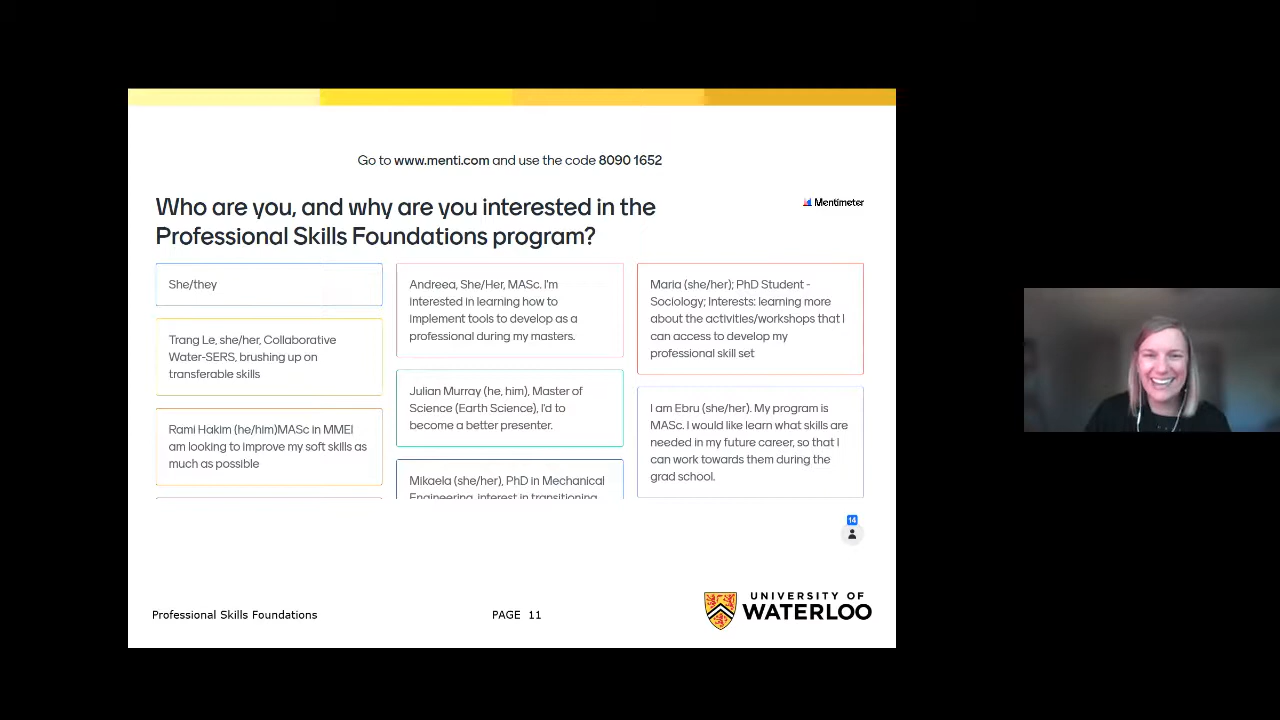 Go to www.menti.com and use the code 8090 1652
Who are you, and why are you interested in the
Professional Skills Foundations program?
Mentimeter
She/they
Trang Le, she/her, Collaborative
Water-SERS, brushing up on
transferable skills
Rami Hakim (he/him)MASc in MMEI
am looking to improve my soft skills as
much as possible
Andreea, She/Her, MASc. I'm
interested in learning how to
implement tools to develop as a
professional during my masters.
Julian Murray (he, him), Master of
Science (Earth Science), I'd to
become a better presenter.
Mikaela (she/her), PhD in Mechanical
Engineering, interest in transitioning
Maria (she/her); PhD Student -
Sociology; Interests: learning more
about the activities/workshops that I
can access to develop my
professional skill set
I am Ebru (she/her). My program is
MASc. I would like learn what skills are
needed in my future career, so that I
can work towards them during the
grad school.
14
Professional Skills Foundations
PAGE 11
UNIVERSITY OF
WATERLOO